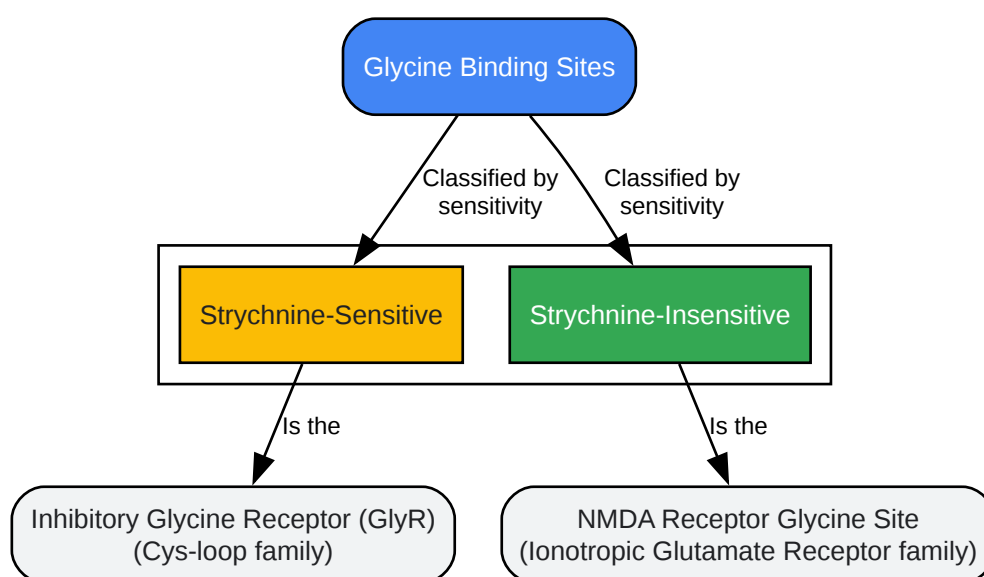 Glycine Binding Sites
Classified by
sensitivity
Classified by
sensitivity
Strychnine-Sensitive
Strychnine-Insensitive
Is the
Is the
Inhibitory Glycine Receptor (GlyR)
(Cys-loop family)
NMDA Receptor Glycine Site
(Ionotropic Glutamate Receptor family)